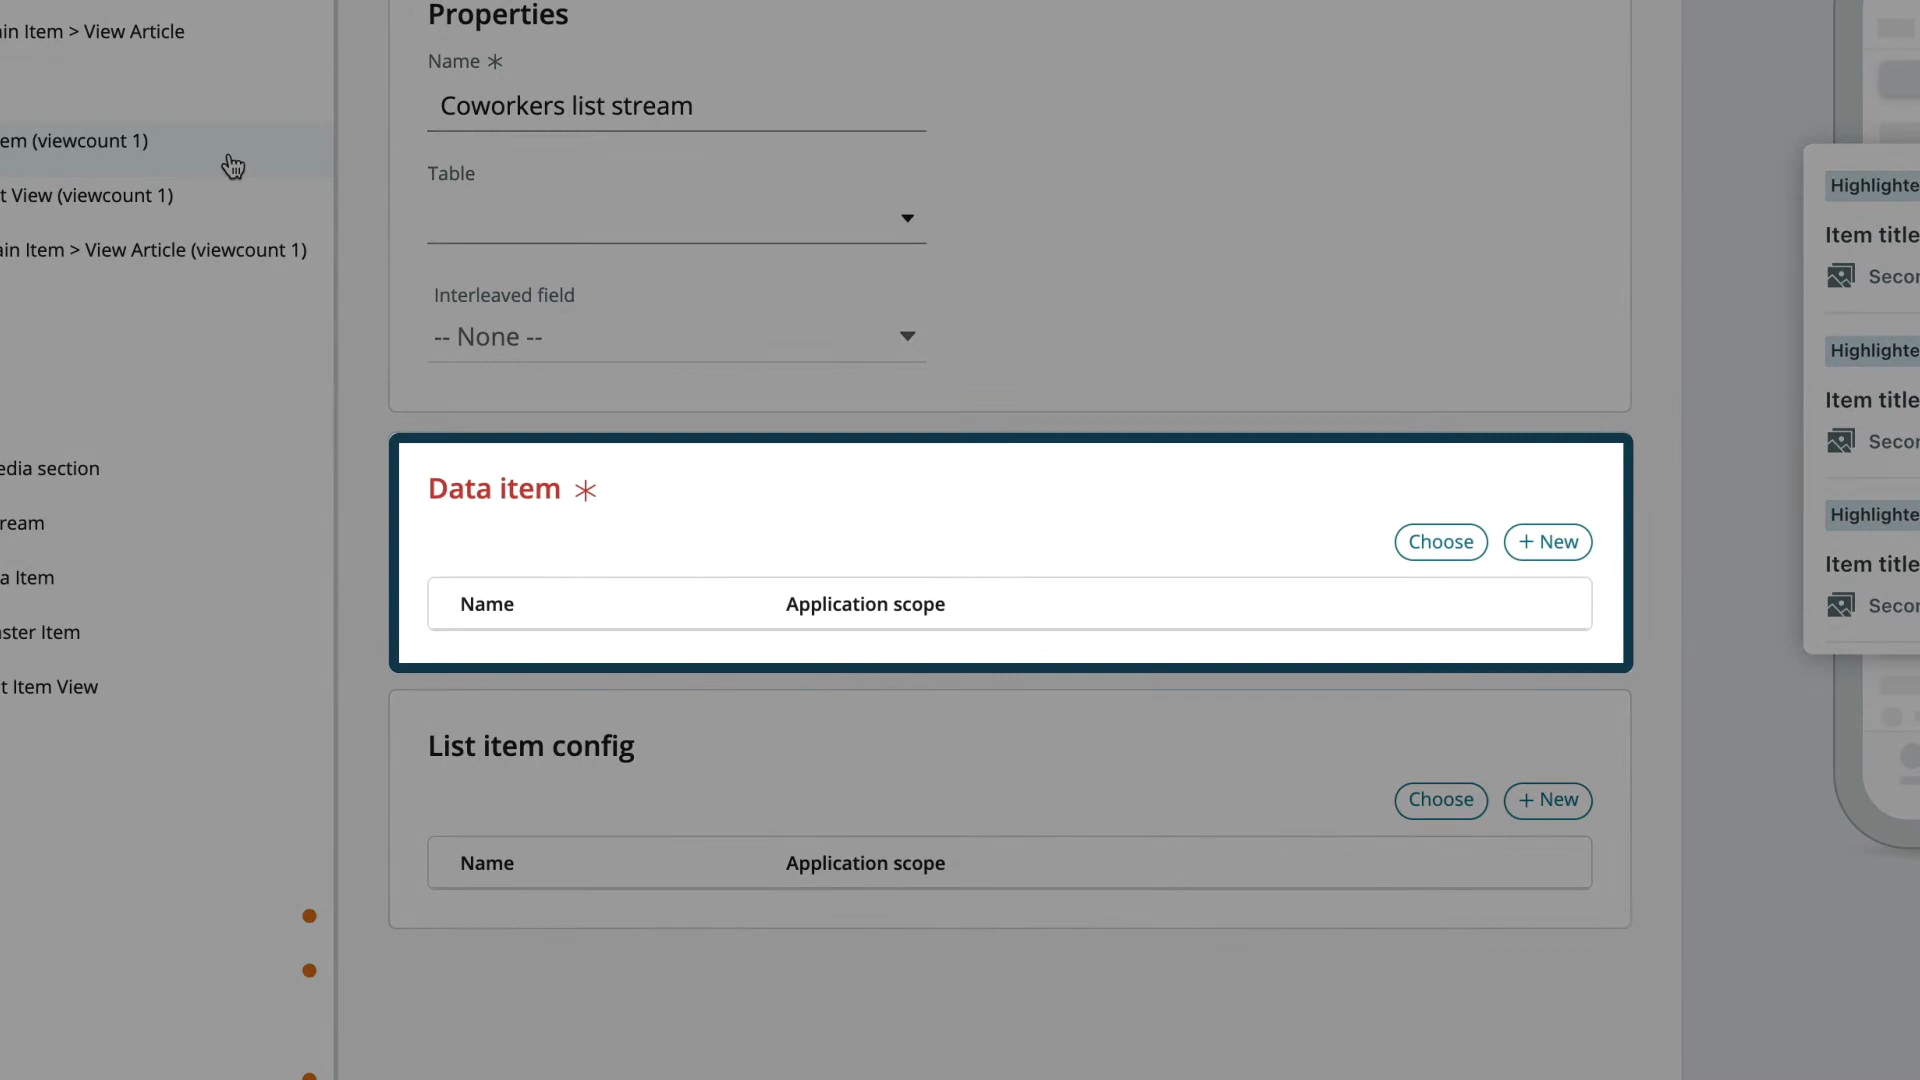 in Item > View Article
em (viewcount 1)
t View (viewcount 1)
ain Item > View Article (viewcount 1)
edia section
ream
a Item
ster Item
t Item View
Properties
Name *
Coworkers list stream
Table
Interleaved field
-- None --
Data item *
Choose
+ New
Name Application scope
List item config
Choose
+ New
Name Application scope
Highlighte
Item title
Secor
Highlighte
Item title
Secor
Highlighte
Item title
Secor